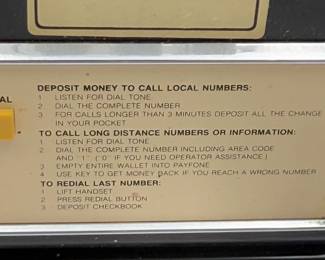 AL
DEPOSIT MONEY TO CALL LOCAL NUMBERS:
1 LISTEN FOR DIAL TONE
2 DIAL THE COMPLETE NUMBER
3 FOR CALLS LONGER THAN 3 MINUTES DEPOSIT ALL THE CHANGE
IN YOUR POCKET
TO CALL LONG DISTANCE NUMBERS OR INFORMATION:
1 LISTEN FOR DIAL TONE
2 DIAL THE COMPLETE NUMBER INCLUDING AREA CODE
AND "1". ("0" IF YOU NEED OPERATOR ASSISTANCE)
3 EMPTY ENTIRE WALLET INTO PAYFONE
4 USE KEY TO GET MONEY BACK IF YOU REACH A WRONG NUMBER
TO REDIAL LAST NUMBER:
1 LIFT HANDSET
2 PRESS REDIAL BUTTON
3 DEPOSIT CHECKBOOK